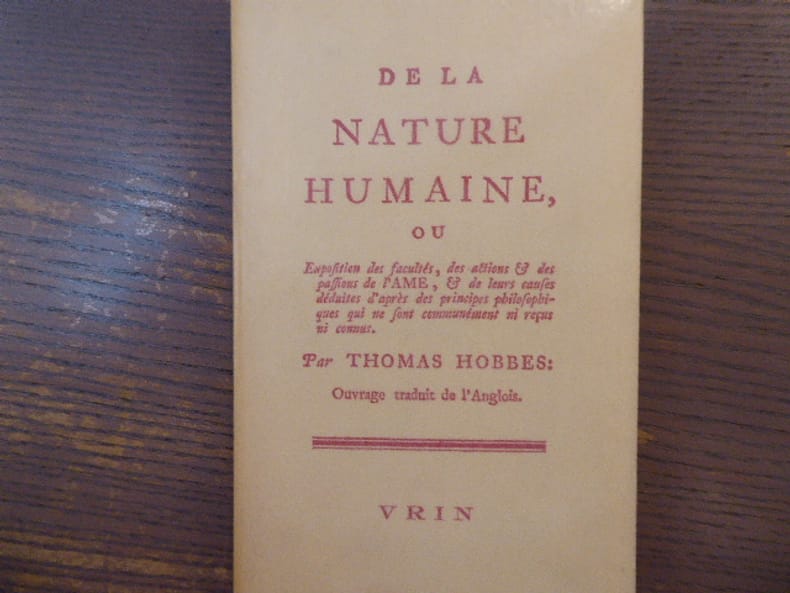 DE LA
NATURE
HUMAINE,
OU
Expoſition des facultés, des actions & des
paſſions de l'AME, & de leurs cauſes
déduites d'après des principes philoſophi-
ques qui ne ſont communément ni reçus
ni connus.
Par THOMAS HOBBES:
Ouvrage traduit de l'Anglois.
VRIN